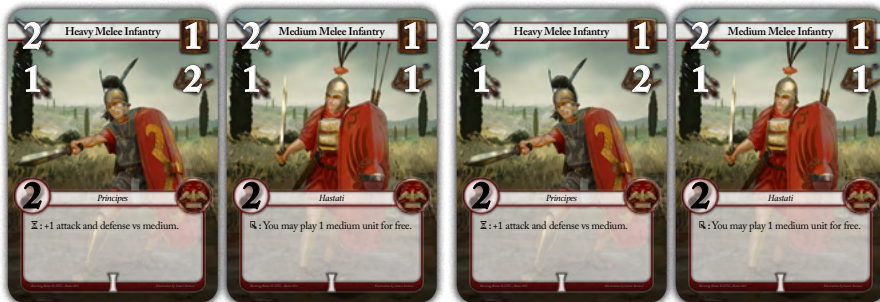 2 Heavy Melee Infantry 1
1 2
2 Principes
: +1 attack and defense vs medium.
I
2 Medium Melee Infantry 1
1 1
2 Hastati
: You may play 1 medium unit for free.
I
2 Heavy Melee Infantry 1
1 2
2 Principes
: +1 attack and defense vs medium.
I
2 Medium Melee Infantry 1
1 1
2 Hastati
: You may play 1 medium unit for free.
I